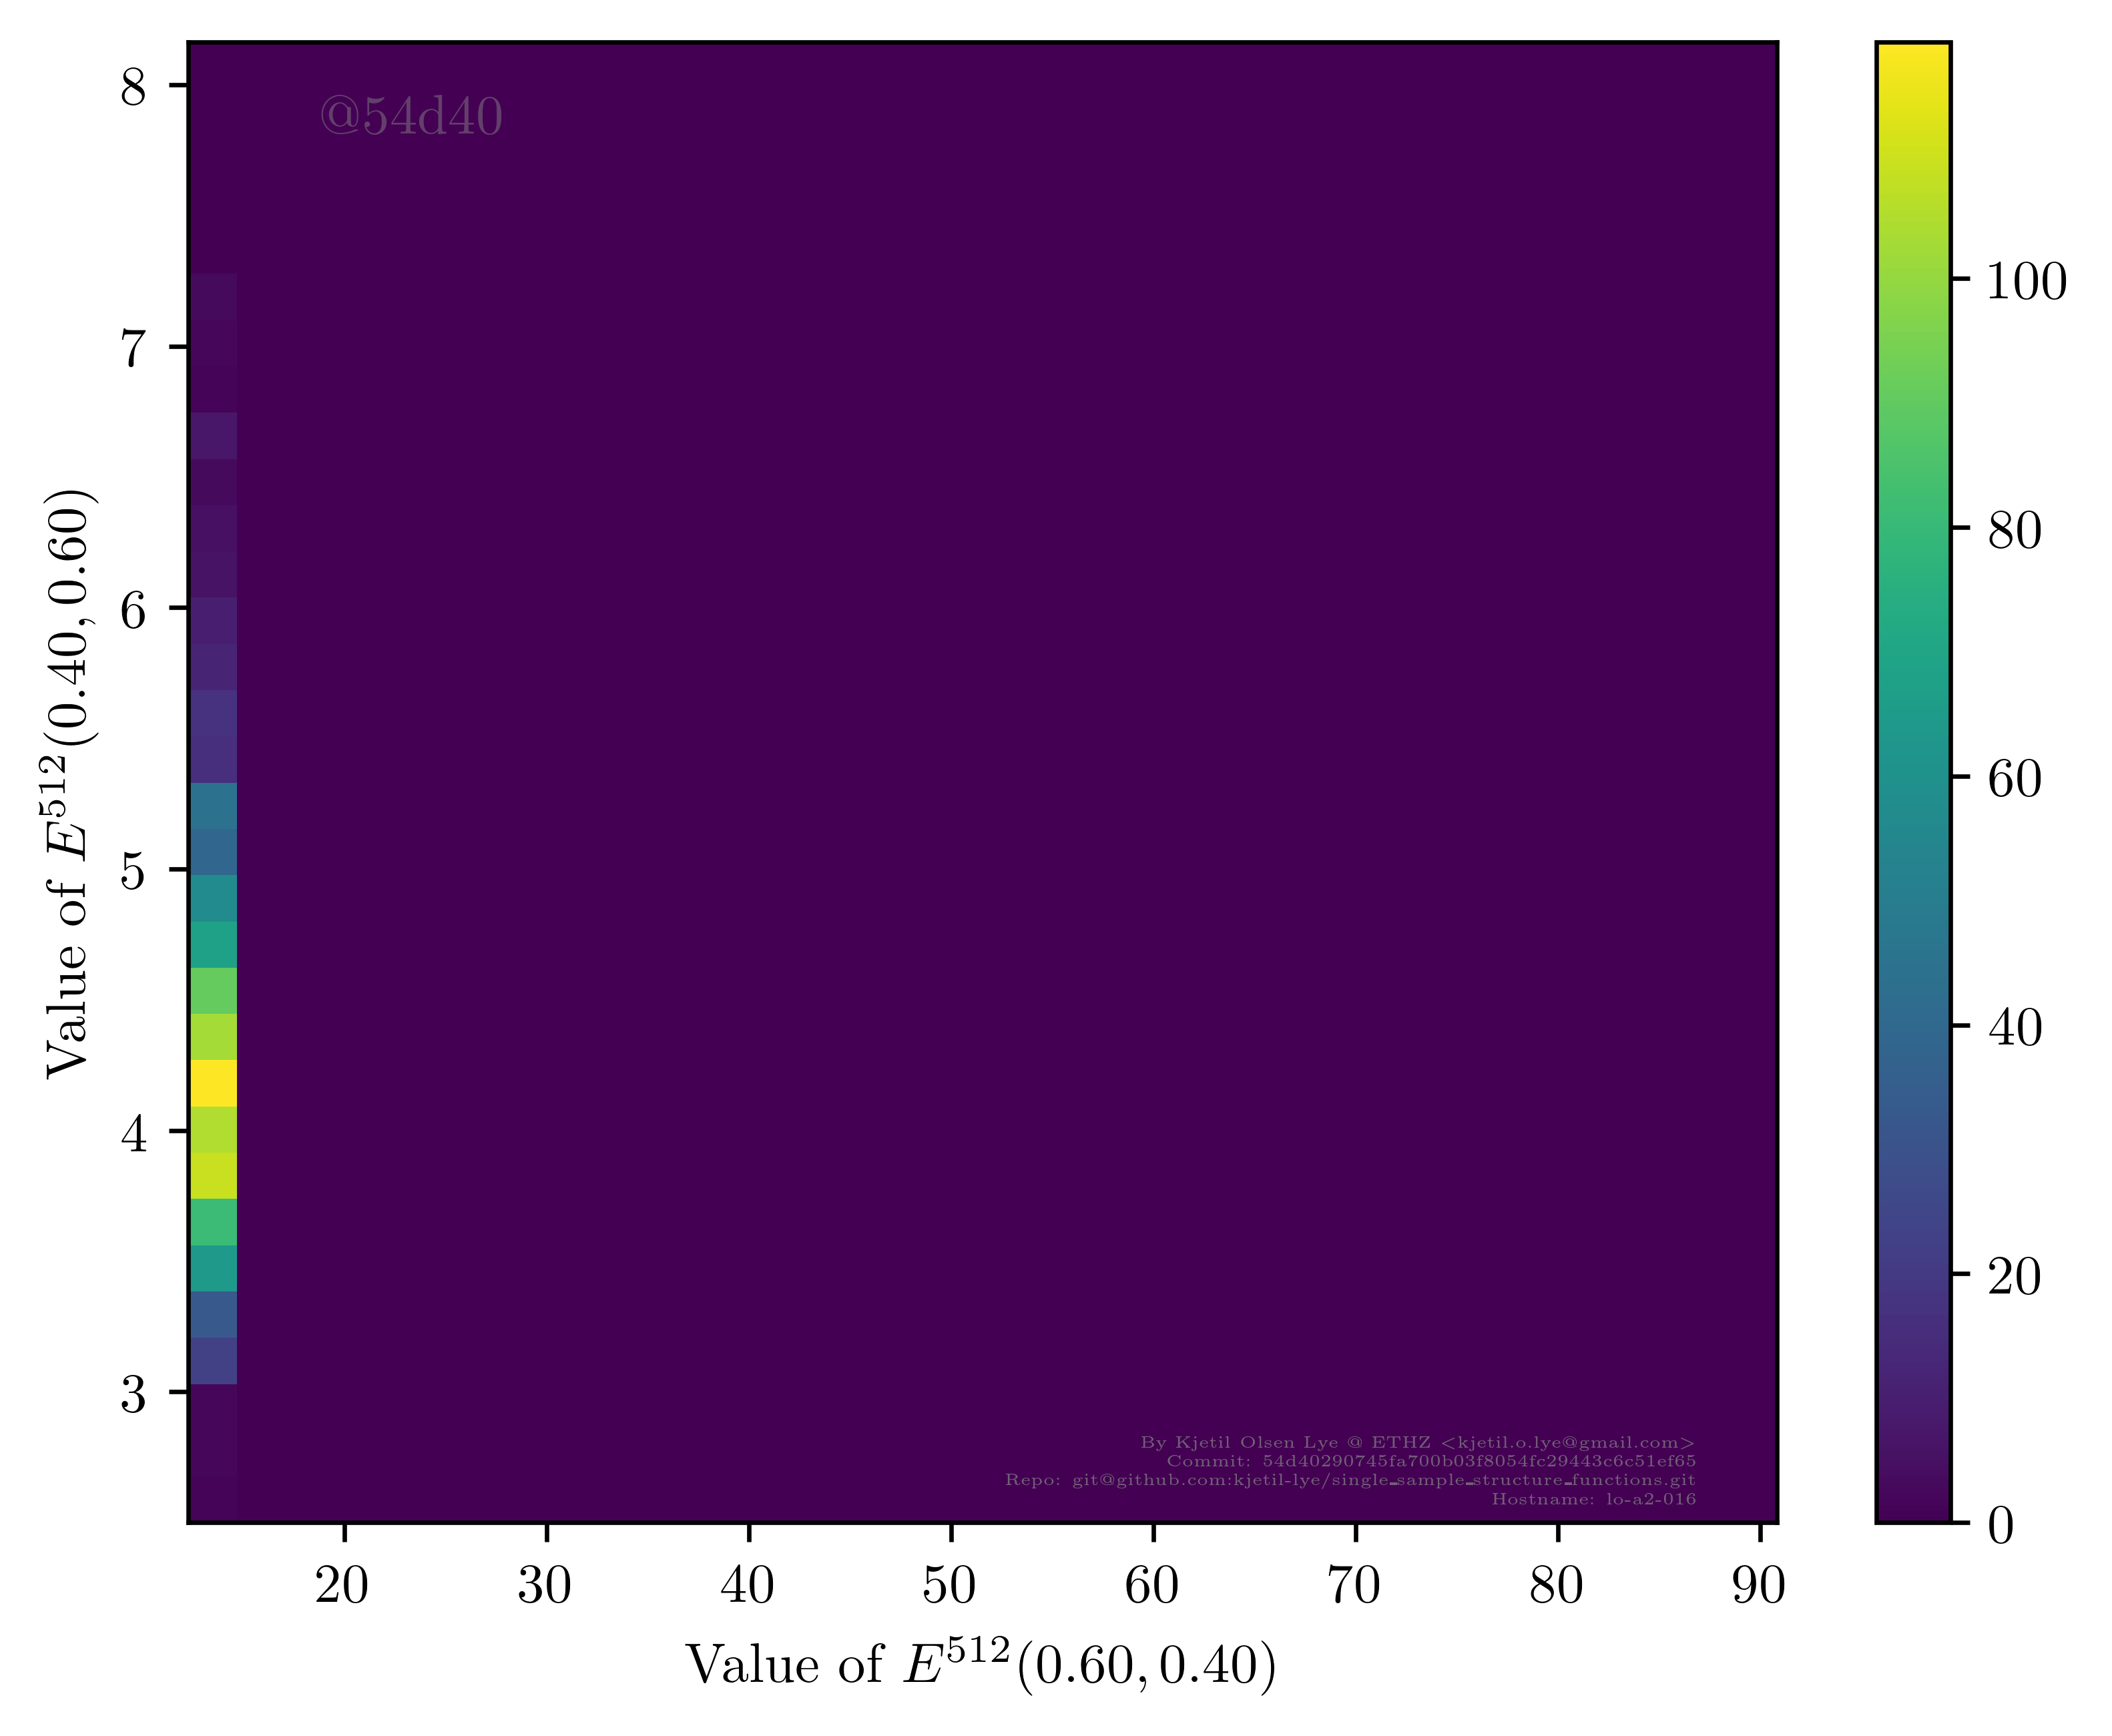 @54d40
8
7
6
5
4
3
Value of E^512(0.40, 0.60)
20 30 40 50 60 70 80 90
Value of E^512(0.60, 0.40)
100
80
60
40
20
0
By Kjetil Olsen Lye @ ETHZ <kjetil.o.lye@gmail.com>
Commit: 54d40290745fa700b03f8054fc29443c6c51ef65
Repo: git@github.com:kjetil-lye/single_sample_structure_functions.git
Hostname: lo-a2-016